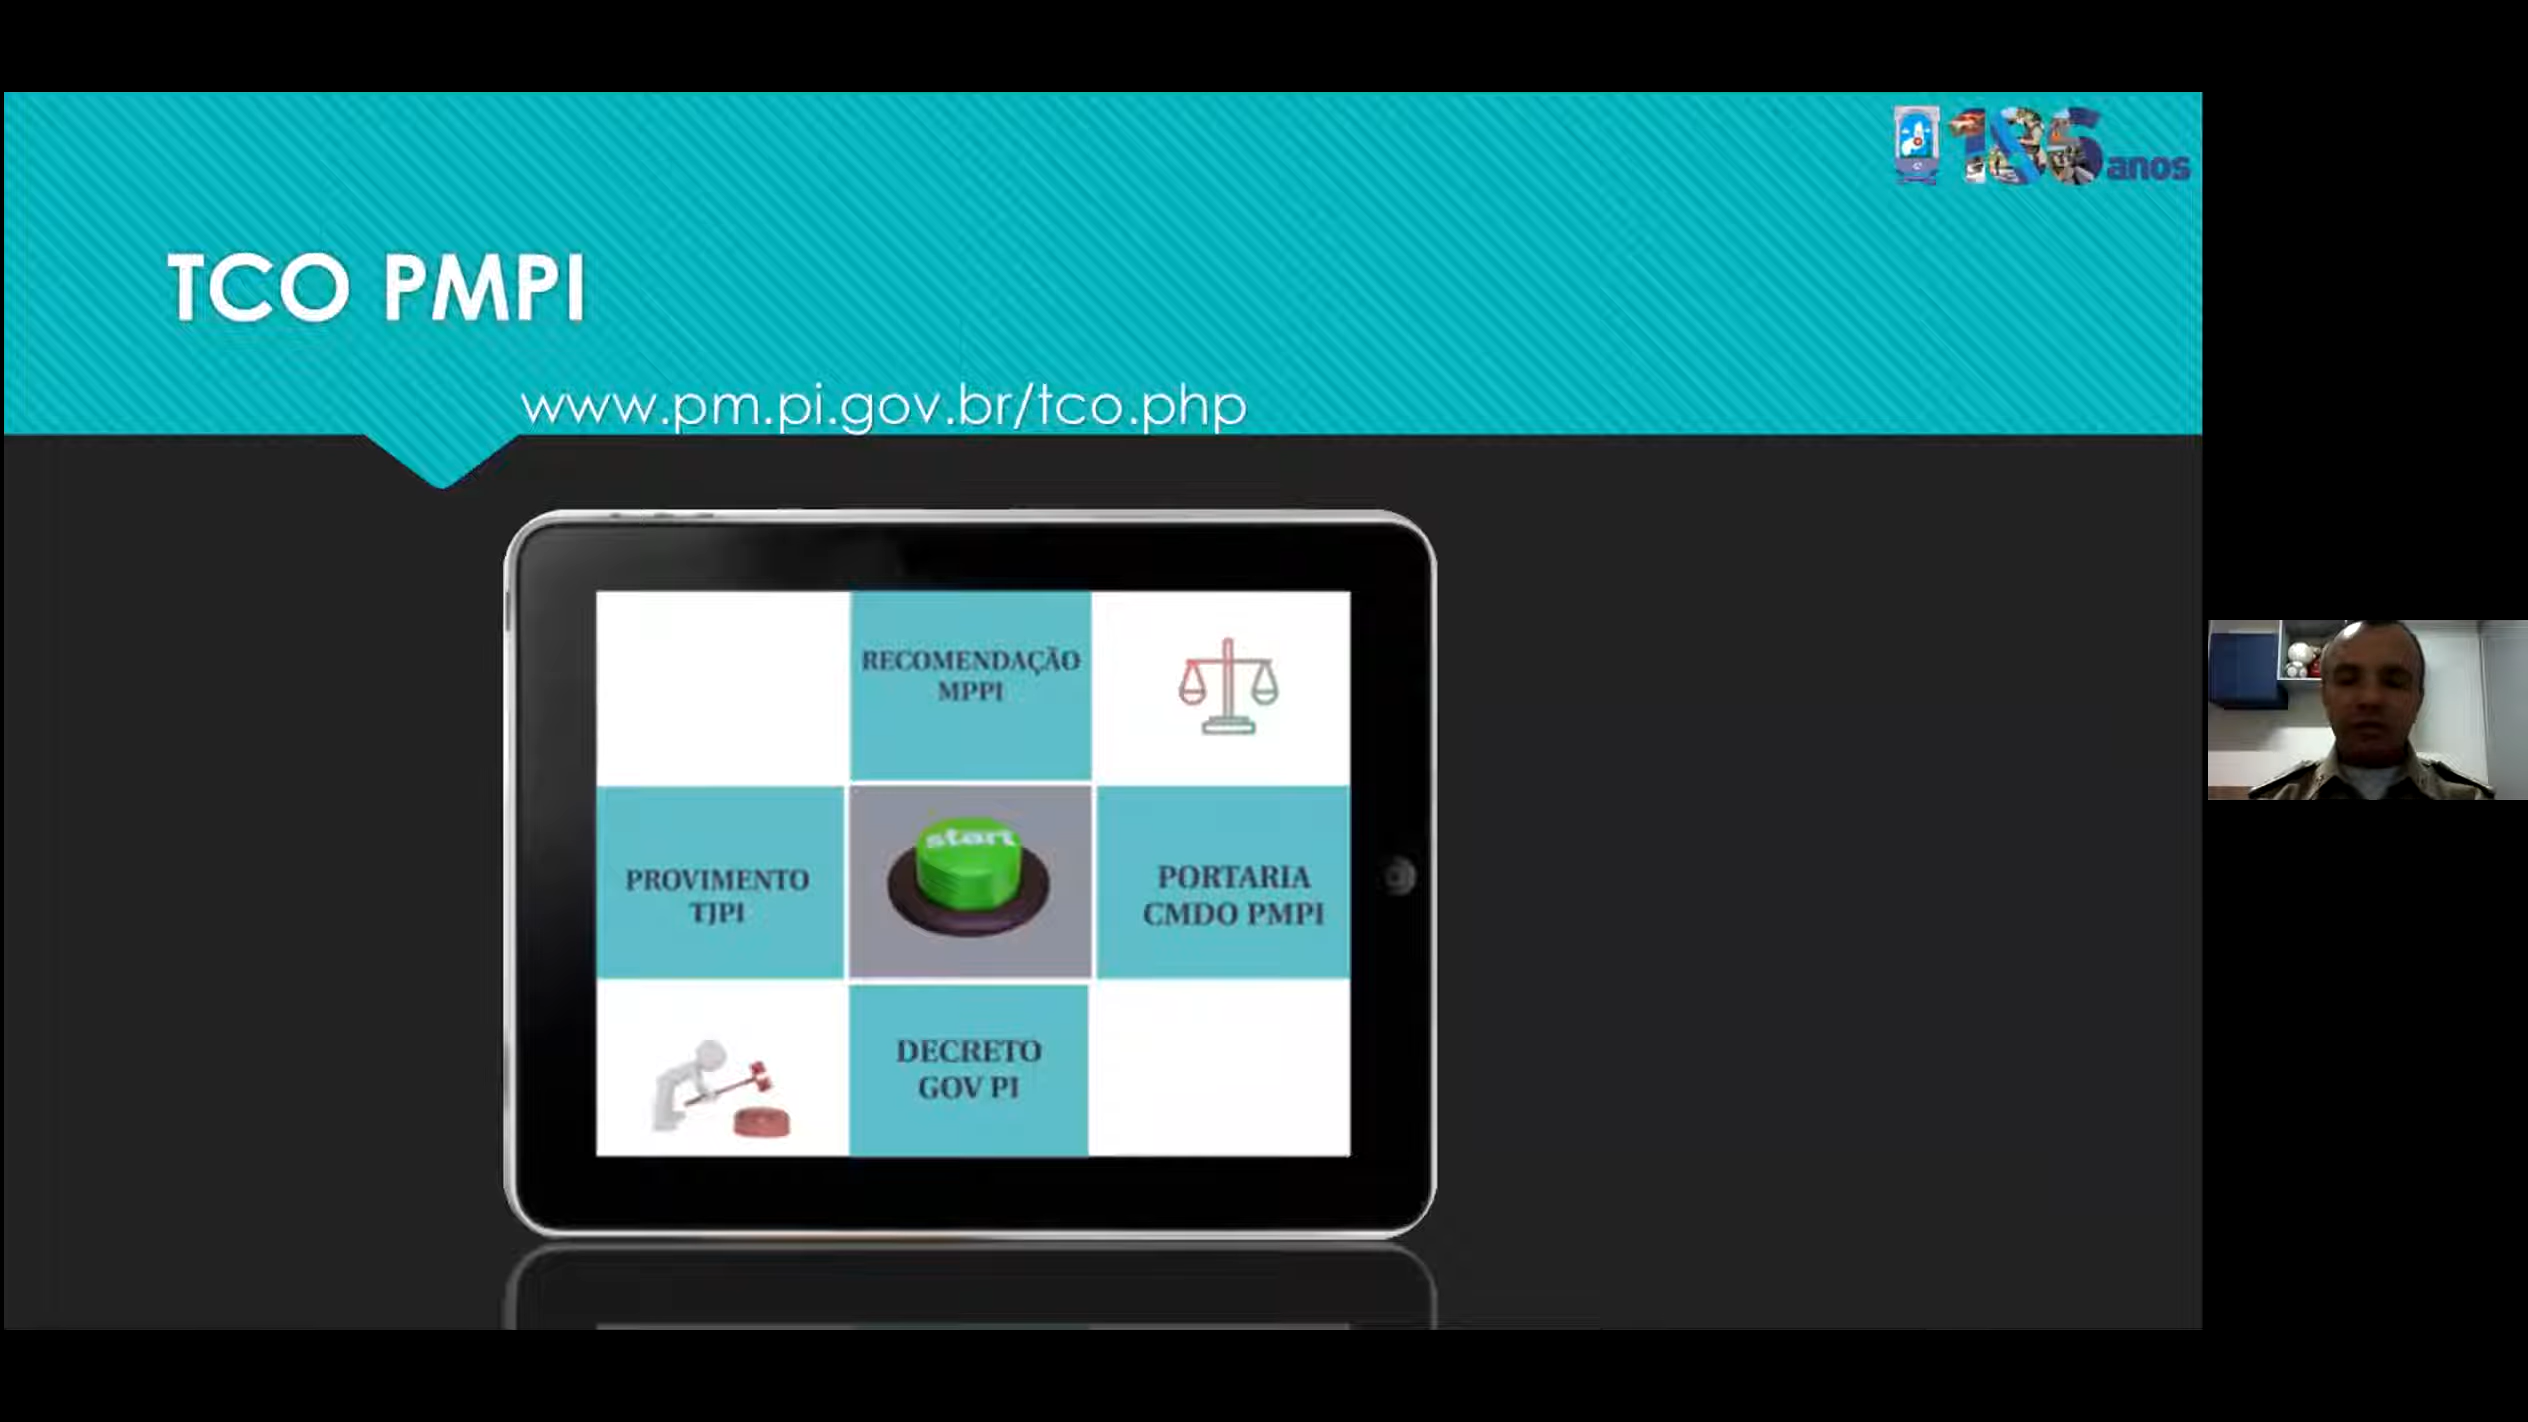 186 anos
TCO PMPI
www.pm.pi.gov.br/tco.php
RECOMENDAÇÃO
MPPI
PROVIMENTO
TJPI
start
PORTARIA
CMDO PMPI
DECRETO
GOV PI